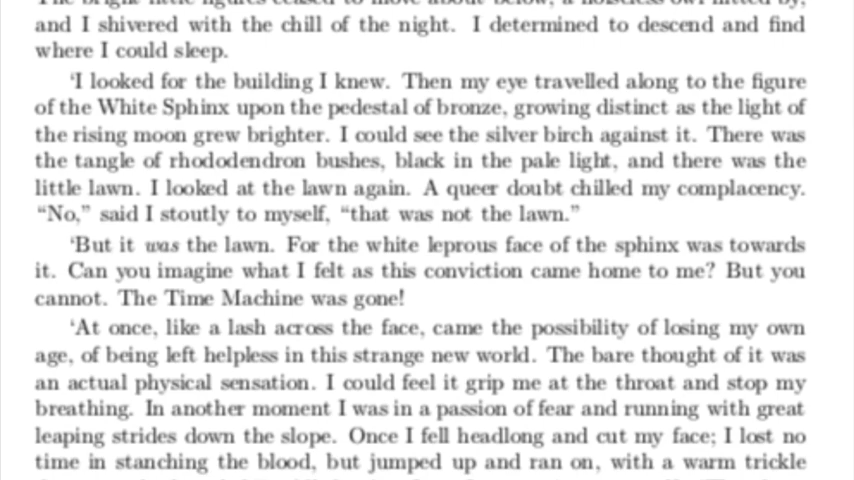 and I shivered with the chill of the night. I determined to descend and find
where I could sleep.
‘I looked for the building I knew. Then my eye travelled along to the figure
of the White Sphinx upon the pedestal of bronze, growing distinct as the light of
the rising moon grew brighter. I could see the silver birch against it. There was
the tangle of rhododendron bushes, black in the pale light, and there was the
little lawn. I looked at the lawn again. A queer doubt chilled my complacency.
“No,” said I stoutly to myself, “that was not the lawn.”
‘But it was the lawn. For the white leprous face of the sphinx was towards
it. Can you imagine what I felt as this conviction came home to me? But you
cannot. The Time Machine was gone!
‘At once, like a lash across the face, came the possibility of losing my own
age, of being left helpless in this strange new world. The bare thought of it was
an actual physical sensation. I could feel it grip me at the throat and stop my
breathing. In another moment I was in a passion of fear and running with great
leaping strides down the slope. Once I fell headlong and cut my face; I lost no
time in stanching the blood, but jumped up and ran on, with a warm trickle